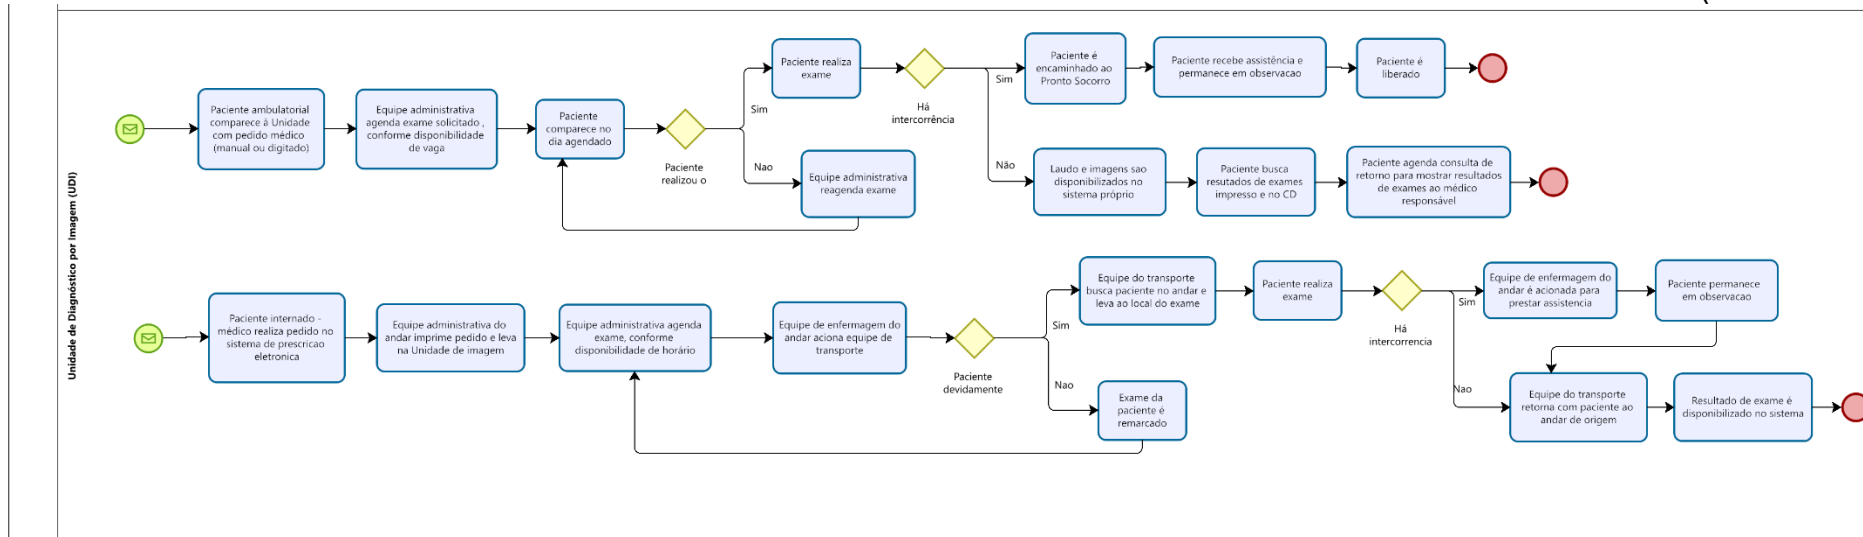 Unidade de Diagnóstico por Imagem (UDI)
Paciente ambulatorial
comparece à Unidade
com pedido médico
(manual ou digitado)
Equipe administrativa
agenda exame solicitado ,
conforme disponibilidade
de vaga
Paciente
comparece no
dia agendado
Paciente
realizou o
Sim
Paciente realiza
exame
Nao
Equipe administrativa
reagenda exame
Há
intercorrência
Sim
Paciente é
encaminhado ao
Pronto Socorro
Paciente recebe assistência e
permanece em observacao
Paciente é
liberado
Não
Laudo e imagens sao
disponibilizados no
sistema próprio
Paciente busca
resutados de exames
impresso e no CD
Paciente agenda consulta de
retorno para mostrar resultados
de exames ao médico
responsável
Paciente internado -
médico realiza pedido no
sistema de prescricao
eletronica
Equipe administrativa do
andar imprime pedido e leva
na Unidade de imagem
Equipe administrativa agenda
exame, conforme
disponibilidade de horário
Equipe de enfermagem do
andar aciona equipe de
transporte
Paciente
devidamente
Sim
Equipe do transporte
busca paciente no andar e
leva ao local do exame
Nao
Exame da
paciente é
remarcado
Paciente realiza
exame
Há
intercorrencia
Sim
Equipe de enfermagem do
andar é acionada para
prestar assistencia
Paciente permanece
em observacao
Nao
Equipe do transporte
retorna com paciente ao
andar de origem
Resultado de exame é
disponibilizado no sistema